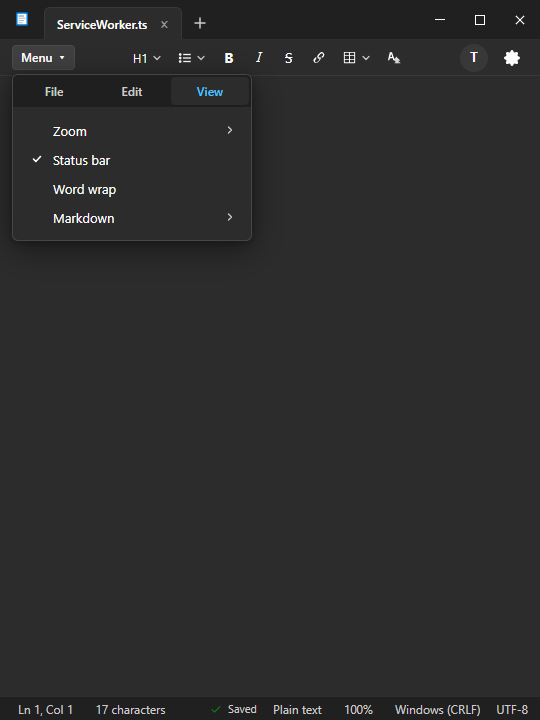 ServiceWorker.ts
Menu H1 B I S T
File Edit View
Zoom
Status bar
Word wrap
Markdown
Ln 1, Col 1 17 characters Saved Plain text 100% Windows (CRLF) UTF-8